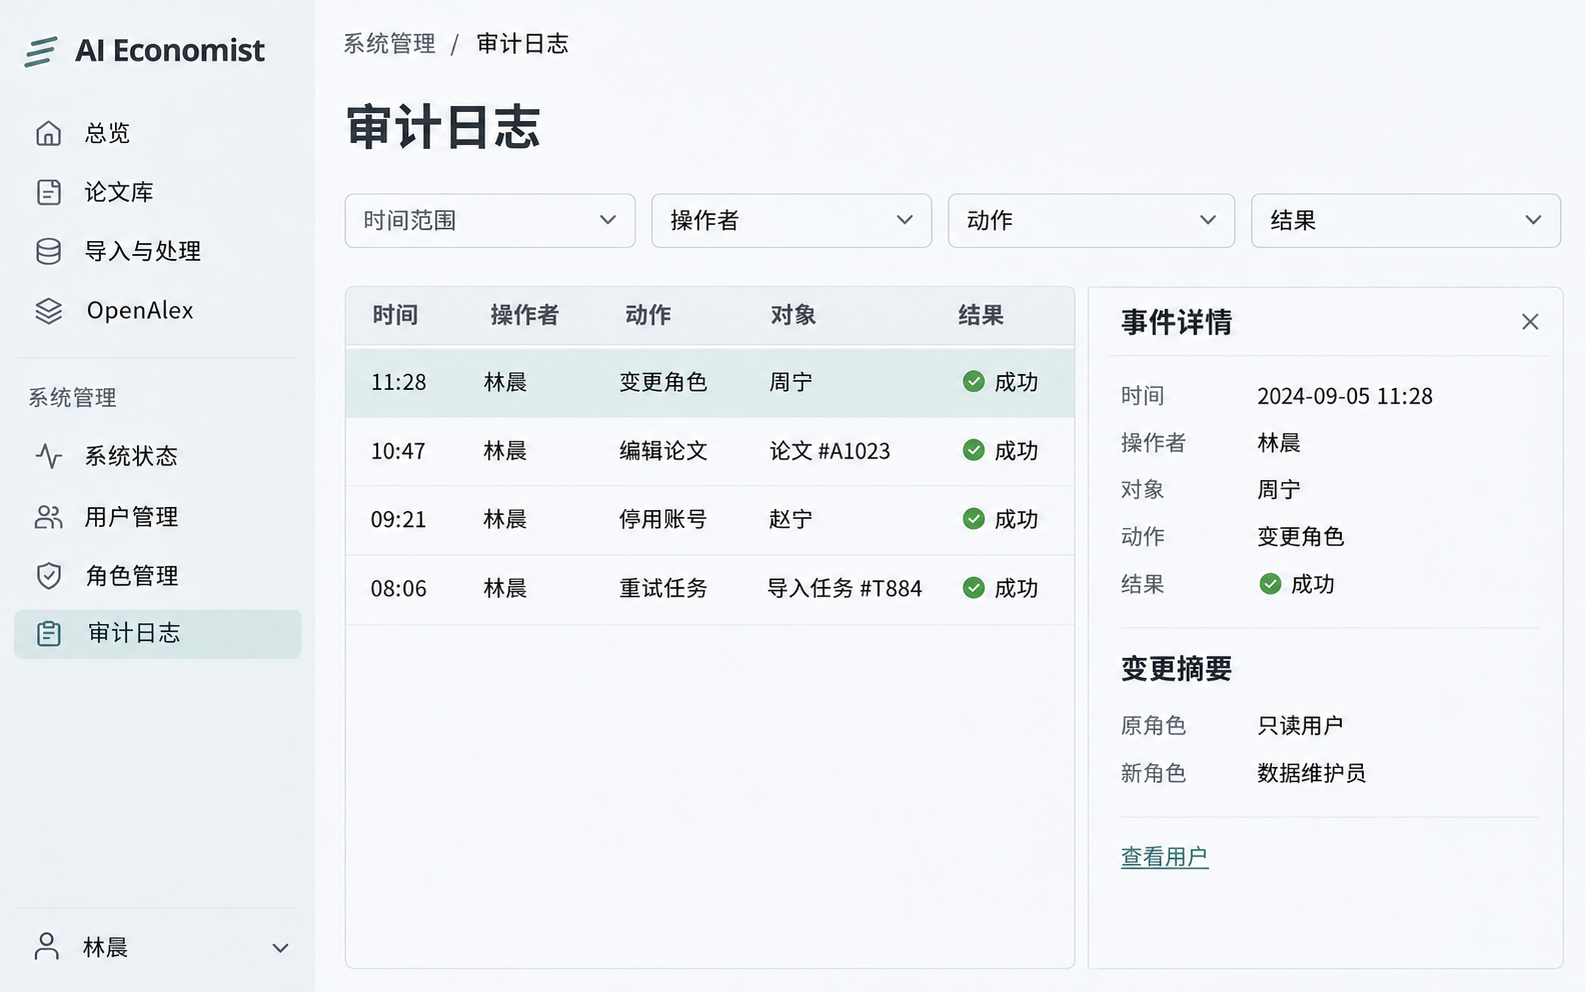 AI Economist
总览
论文库
导入与处理
OpenAlex
系统管理
系统状态
用户管理
角色管理
审计日志
林晨
系统管理 / 审计日志
审计日志
时间范围 操作者 动作 结果
时间 操作者 动作 对象 结果
11:28 林晨 变更角色 周宁 成功
10:47 林晨 编辑论文 论文 #A1023 成功
09:21 林晨 停用账号 赵宁 成功
08:06 林晨 重试任务 导入任务 #T884 成功
事件详情
时间 2024-09-05 11:28
操作者 林晨
对象 周宁
动作 变更角色
结果 成功
变更摘要
原角色 只读用户
新角色 数据维护员
查看用户